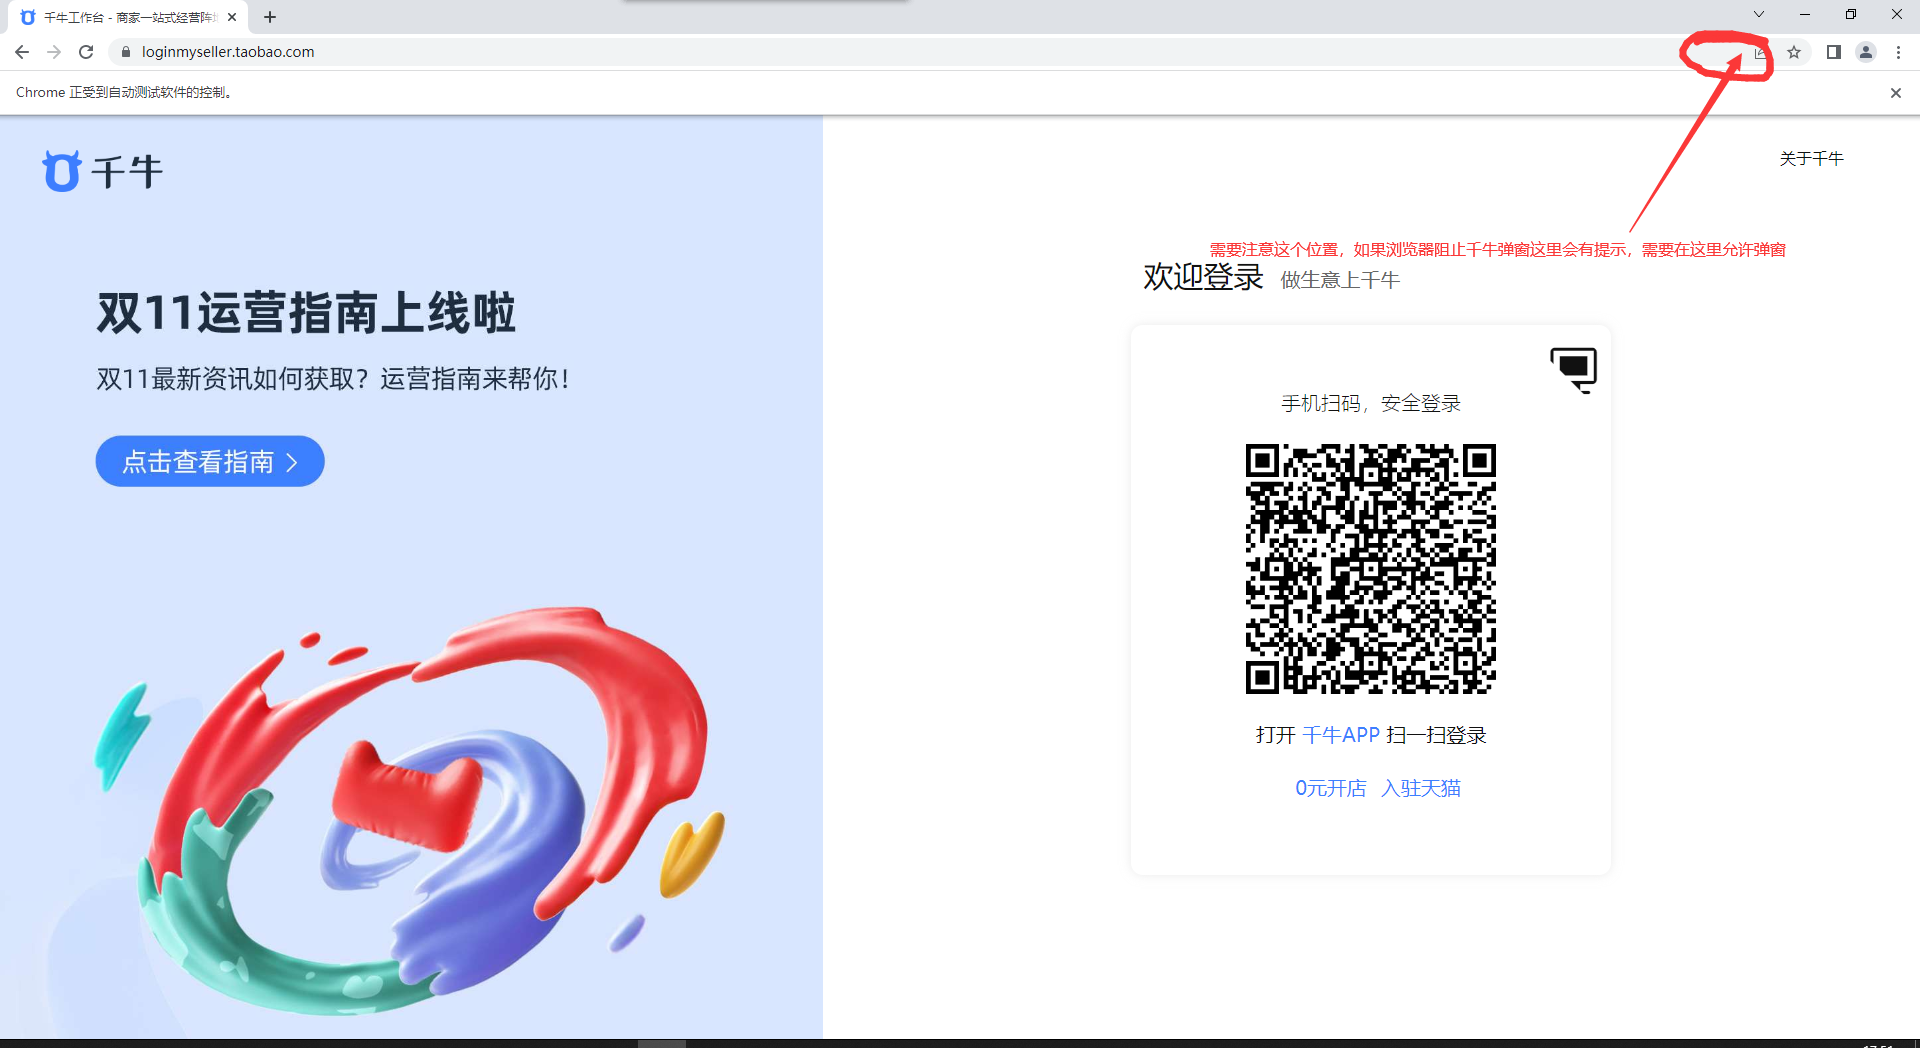 千牛工作台 - 商家一站式经营阵地
loginmyseller.taobao.com
Chrome 正受到自动测试软件的控制。
千牛
关于千牛
需要注意这个位置，如果浏览器阻止千牛弹窗这里会有提示，需要在这里允许弹窗
欢迎登录 做生意上千牛
双11运营指南上线啦
双11最新资讯如何获取？运营指南来帮你！
点击查看指南
手机扫码，安全登录
打开 千牛APP 扫一扫登录
0元开店 入驻天猫